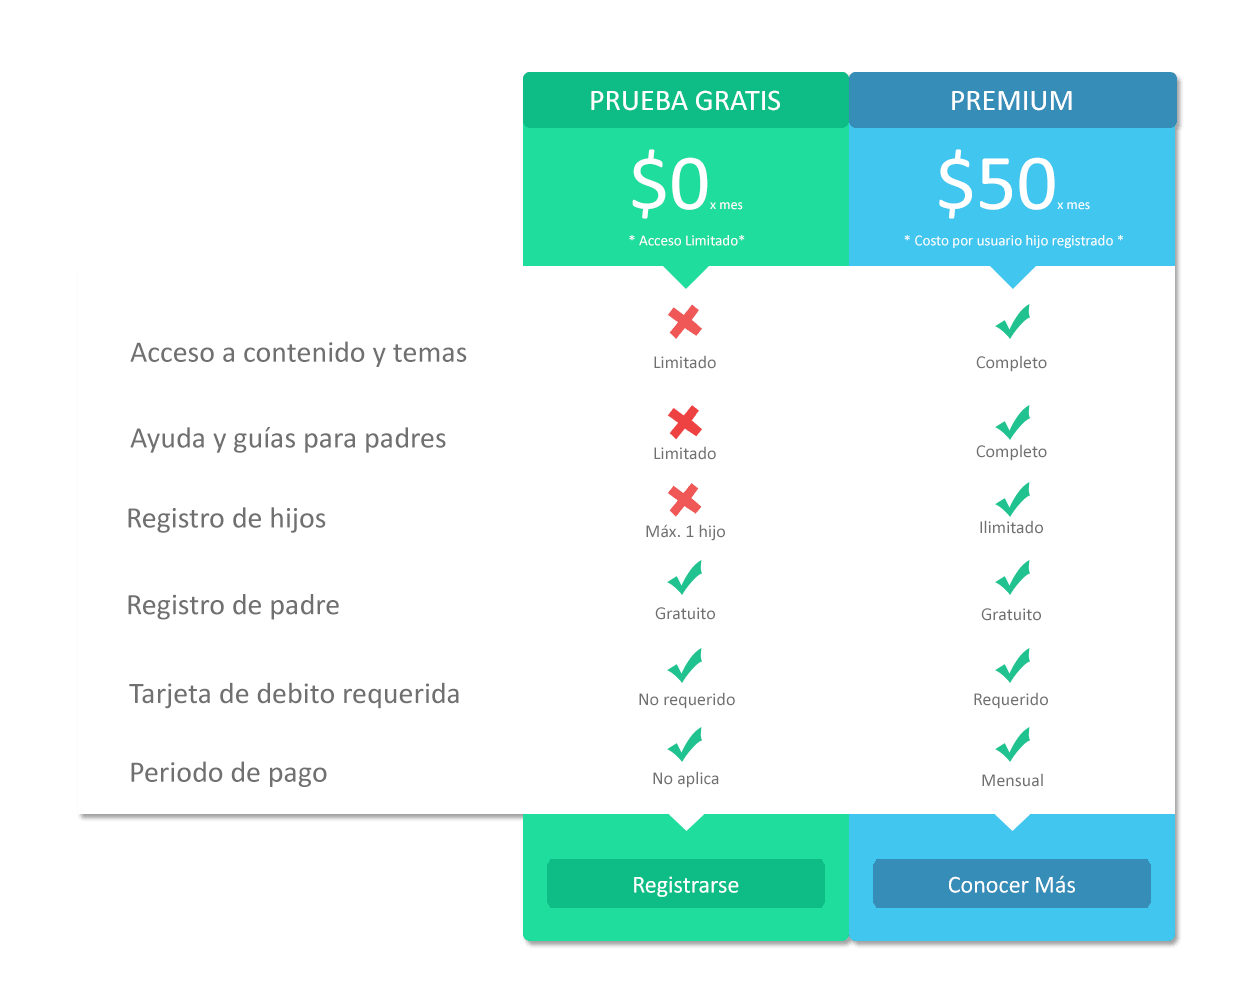 PRUEBA GRATIS
PREMIUM
$0 x mes
$50 x mes
* Acceso Limitado*
* Costo por usuario hijo registrado *
Acceso a contenido y temas
Limitado
Completo
Ayuda y guías para padres
Limitado
Completo
Registro de hijos
Máx. 1 hijo
Ilimitado
Registro de padre
Gratuito
Gratuito
Tarjeta de debito requerida
No requerido
Requerido
Periodo de pago
No aplica
Mensual
Registrarse
Conocer Más